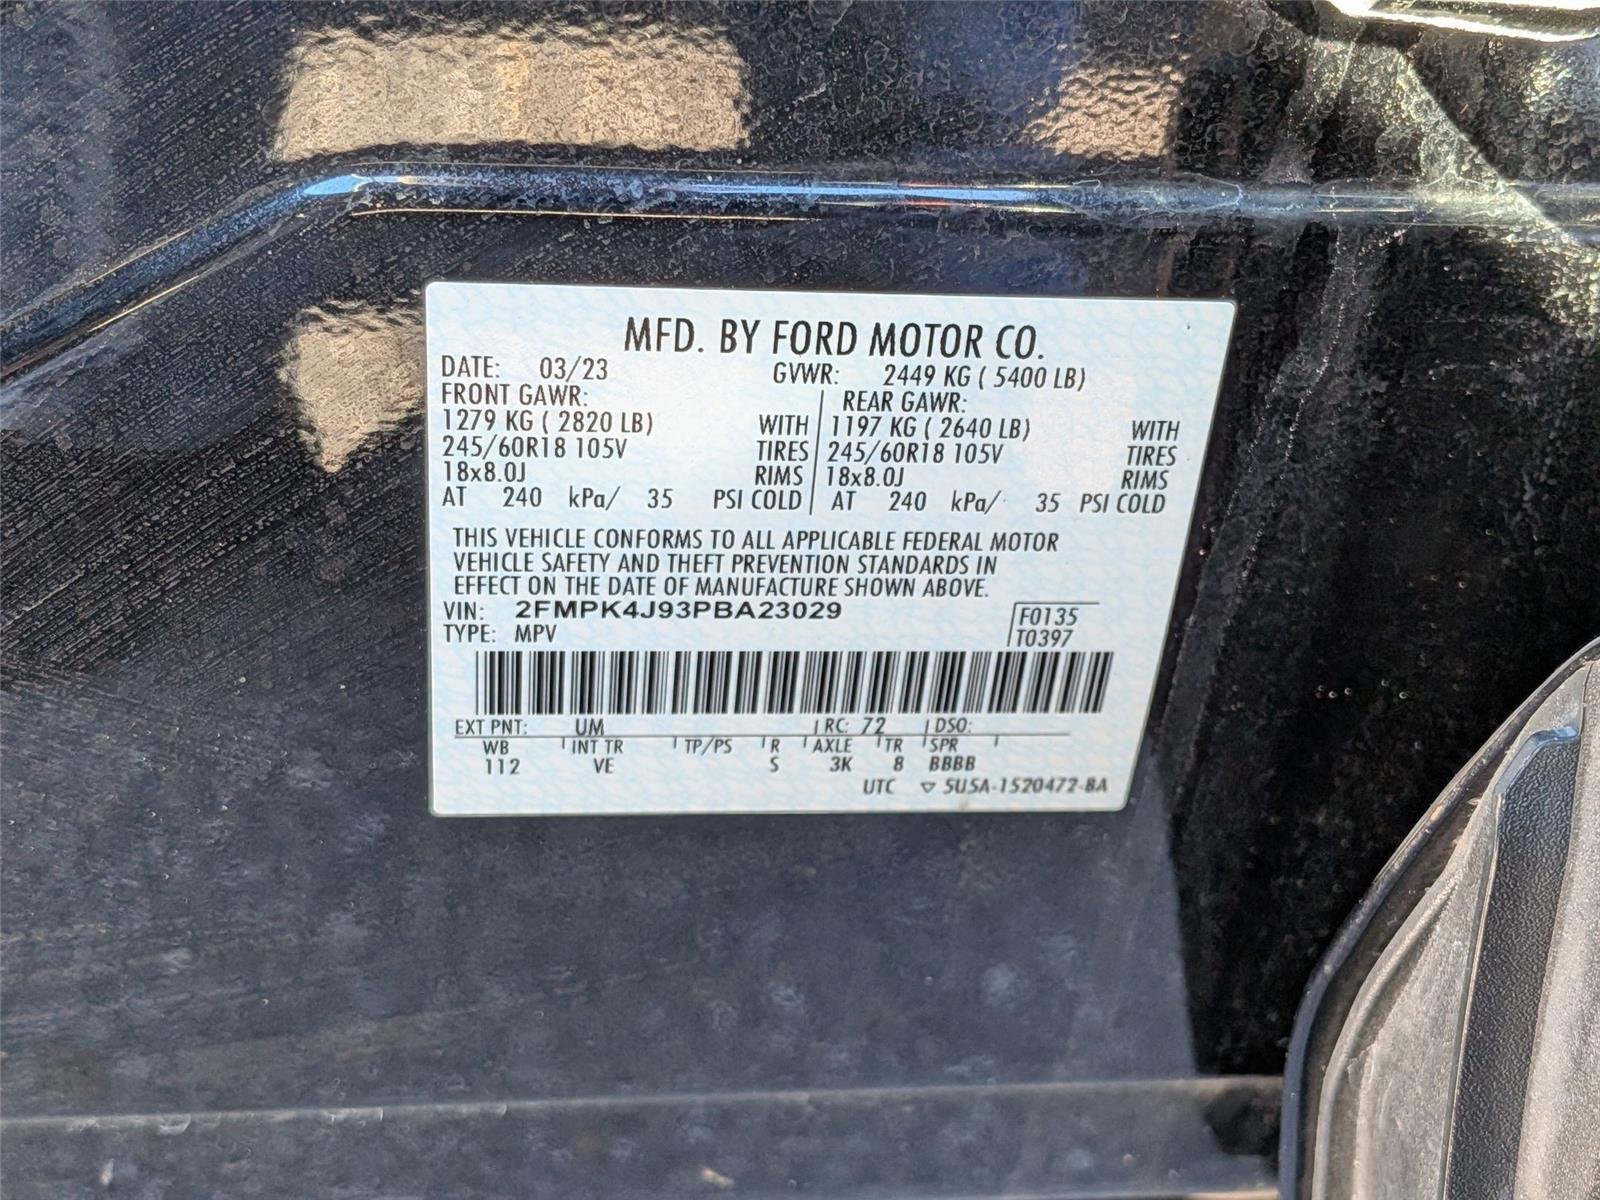 MFD. BY FORD MOTOR CO.
DATE: 03/23 GVWR: 2449 KG ( 5400 LB)
FRONT GAWR: REAR GAWR:
1279 KG ( 2820 LB) WITH 1197 KG ( 2640 LB) WITH
245/60R18 105V TIRES 245/60R18 105V TIRES
18x8.0J RIMS 18x8.0J RIMS
AT 240 kPa/ 35 PSI COLD AT 240 kPa/ 35 PSI COLD
THIS VEHICLE CONFORMS TO ALL APPLICABLE FEDERAL MOTOR
VEHICLE SAFETY AND THEFT PREVENTION STANDARDS IN
EFFECT ON THE DATE OF MANUFACTURE SHOWN ABOVE.
VIN: 2FMPK4J93PBA23029 F0135
TYPE: MPV T0397
EXT PNT: UM RC: 72 DSO:
WB INT TR TP/PS R AXLE TR SPR
112 VE S 3K 8 BBBB
UTC ▽ 5U5A-1520472-BA